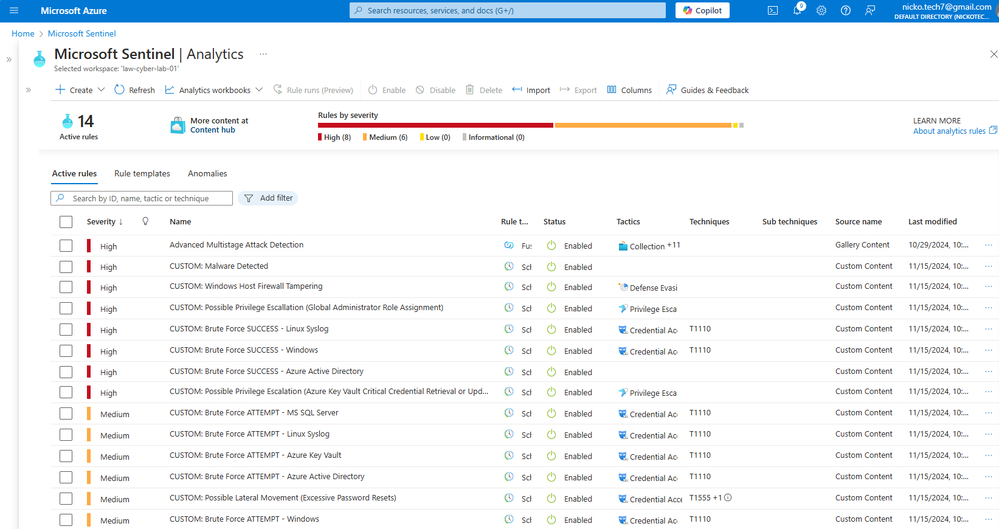 Microsoft Azure
Search resources, services, and docs (G+/)
Copilot
9
nicko.tech7@gmail.com
DEFAULT DIRECTORY (NICKOTEC...
Home > Microsoft Sentinel
Microsoft Sentinel | Analytics ...
Selected workspace: 'law-cyber-lab-01'
Create Refresh Analytics workbooks Rule runs (Preview) Enable Disable Delete Import Export Columns Guides & Feedback
14
Active rules
More content at
Content hub
Rules by severity
High (8) Medium (6) Low (0) Informational (0)
LEARN MORE
About analytics rules
Active rules Rule templates Anomalies
Search by ID, name, tactic or technique Add filter
Severity ↓ Name Rule t... Status Tactics Techniques Sub techniques Source name Last modified
High Advanced Multistage Attack Detection Fus Enabled Collection +11 Gallery Content 10/29/2024, 10:... ...
High CUSTOM: Malware Detected Sch Enabled Custom Content 11/15/2024, 10:... ...
High CUSTOM: Windows Host Firewall Tampering Sch Enabled Defense Evasi Custom Content 11/15/2024, 10:... ...
High CUSTOM: Possible Privilege Escallation (Global Administrator Role Assignment) Sch Enabled Privilege Esca Custom Content 11/15/2024, 10:... ...
High CUSTOM: Brute Force SUCCESS - Linux Syslog Sch Enabled Credential Ac T1110 Custom Content 11/15/2024, 10:... ...
High CUSTOM: Brute Force SUCCESS - Windows Sch Enabled Credential Ac T1110 Custom Content 11/15/2024, 10:... ...
High CUSTOM: Brute Force SUCCESS - Azure Active Directory Sch Enabled Custom Content 11/15/2024, 10:... ...
High CUSTOM: Possible Privilege Escalation (Azure Key Vault Critical Credential Retrieval or Upd... Sch Enabled Privilege Esca Custom Content 11/15/2024, 10:... ...
Medium CUSTOM: Brute Force ATTEMPT - MS SQL Server Sch Enabled Credential Ac T1110 Custom Content 11/15/2024, 10:... ...
Medium CUSTOM: Brute Force ATTEMPT - Linux Syslog Sch Enabled Credential Ac T1110 Custom Content 11/15/2024, 10:... ...
Medium CUSTOM: Brute Force ATTEMPT - Azure Key Vault Sch Enabled Credential Ac T1110 Custom Content 11/15/2024, 10:... ...
Medium CUSTOM: Brute Force ATTEMPT - Azure Active Directory Sch Enabled Credential Ac T1110 Custom Content 11/15/2024, 10:... ...
Medium CUSTOM: Possible Lateral Movement (Excessive Password Resets) Sch Enabled Credential Acce T1555 +1 Custom Content 11/15/2024, 10:... ...
Medium CUSTOM: Brute Force ATTEMPT - Windows Sch Enabled Credential Ac T1110 Custom Content 11/15/2024, 10:... ...